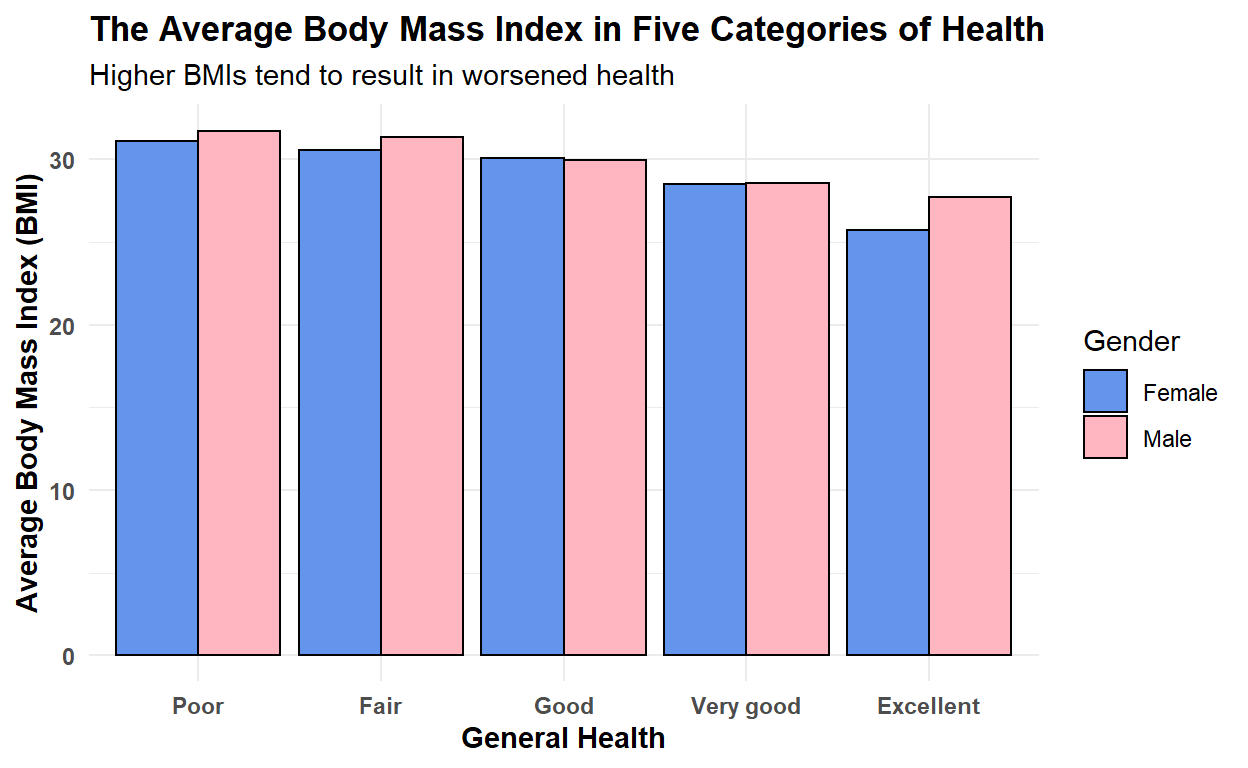 The Average Body Mass Index in Five Categories of Health
Higher BMIs tend to result in worsened health
Average Body Mass Index (BMI)
30
20
10
0
Poor
Fair
Good
Very good
Excellent
General Health
Gender
Female
Male